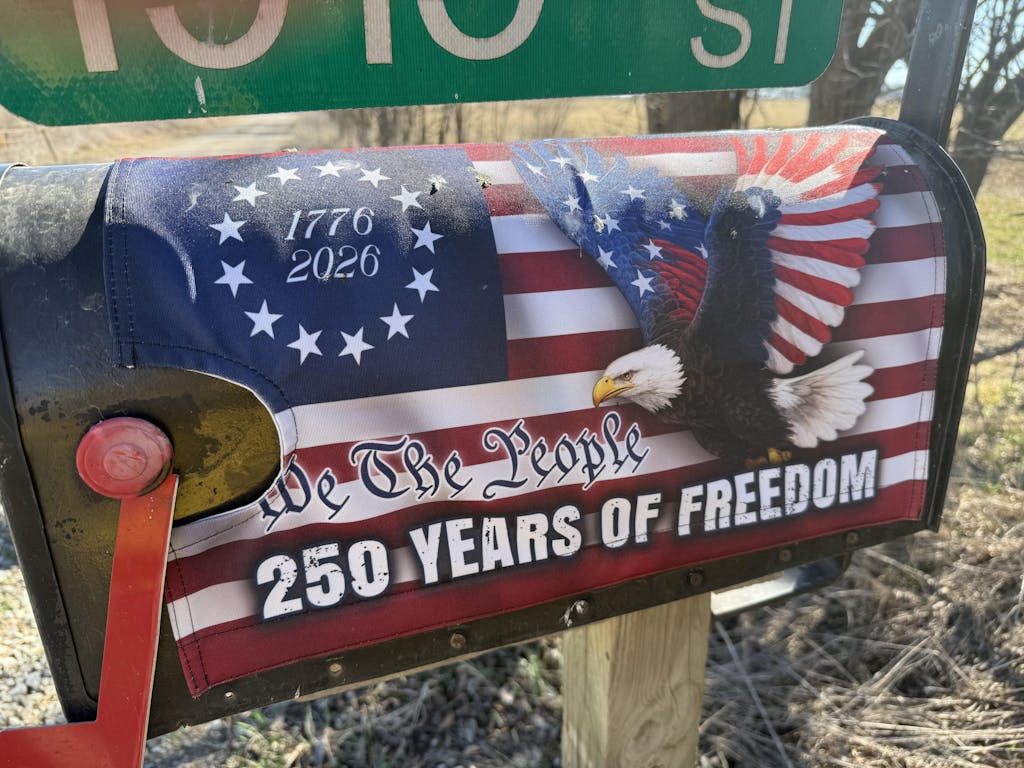 ST
1776
2026
We The People
250 YEARS OF FREEDOM